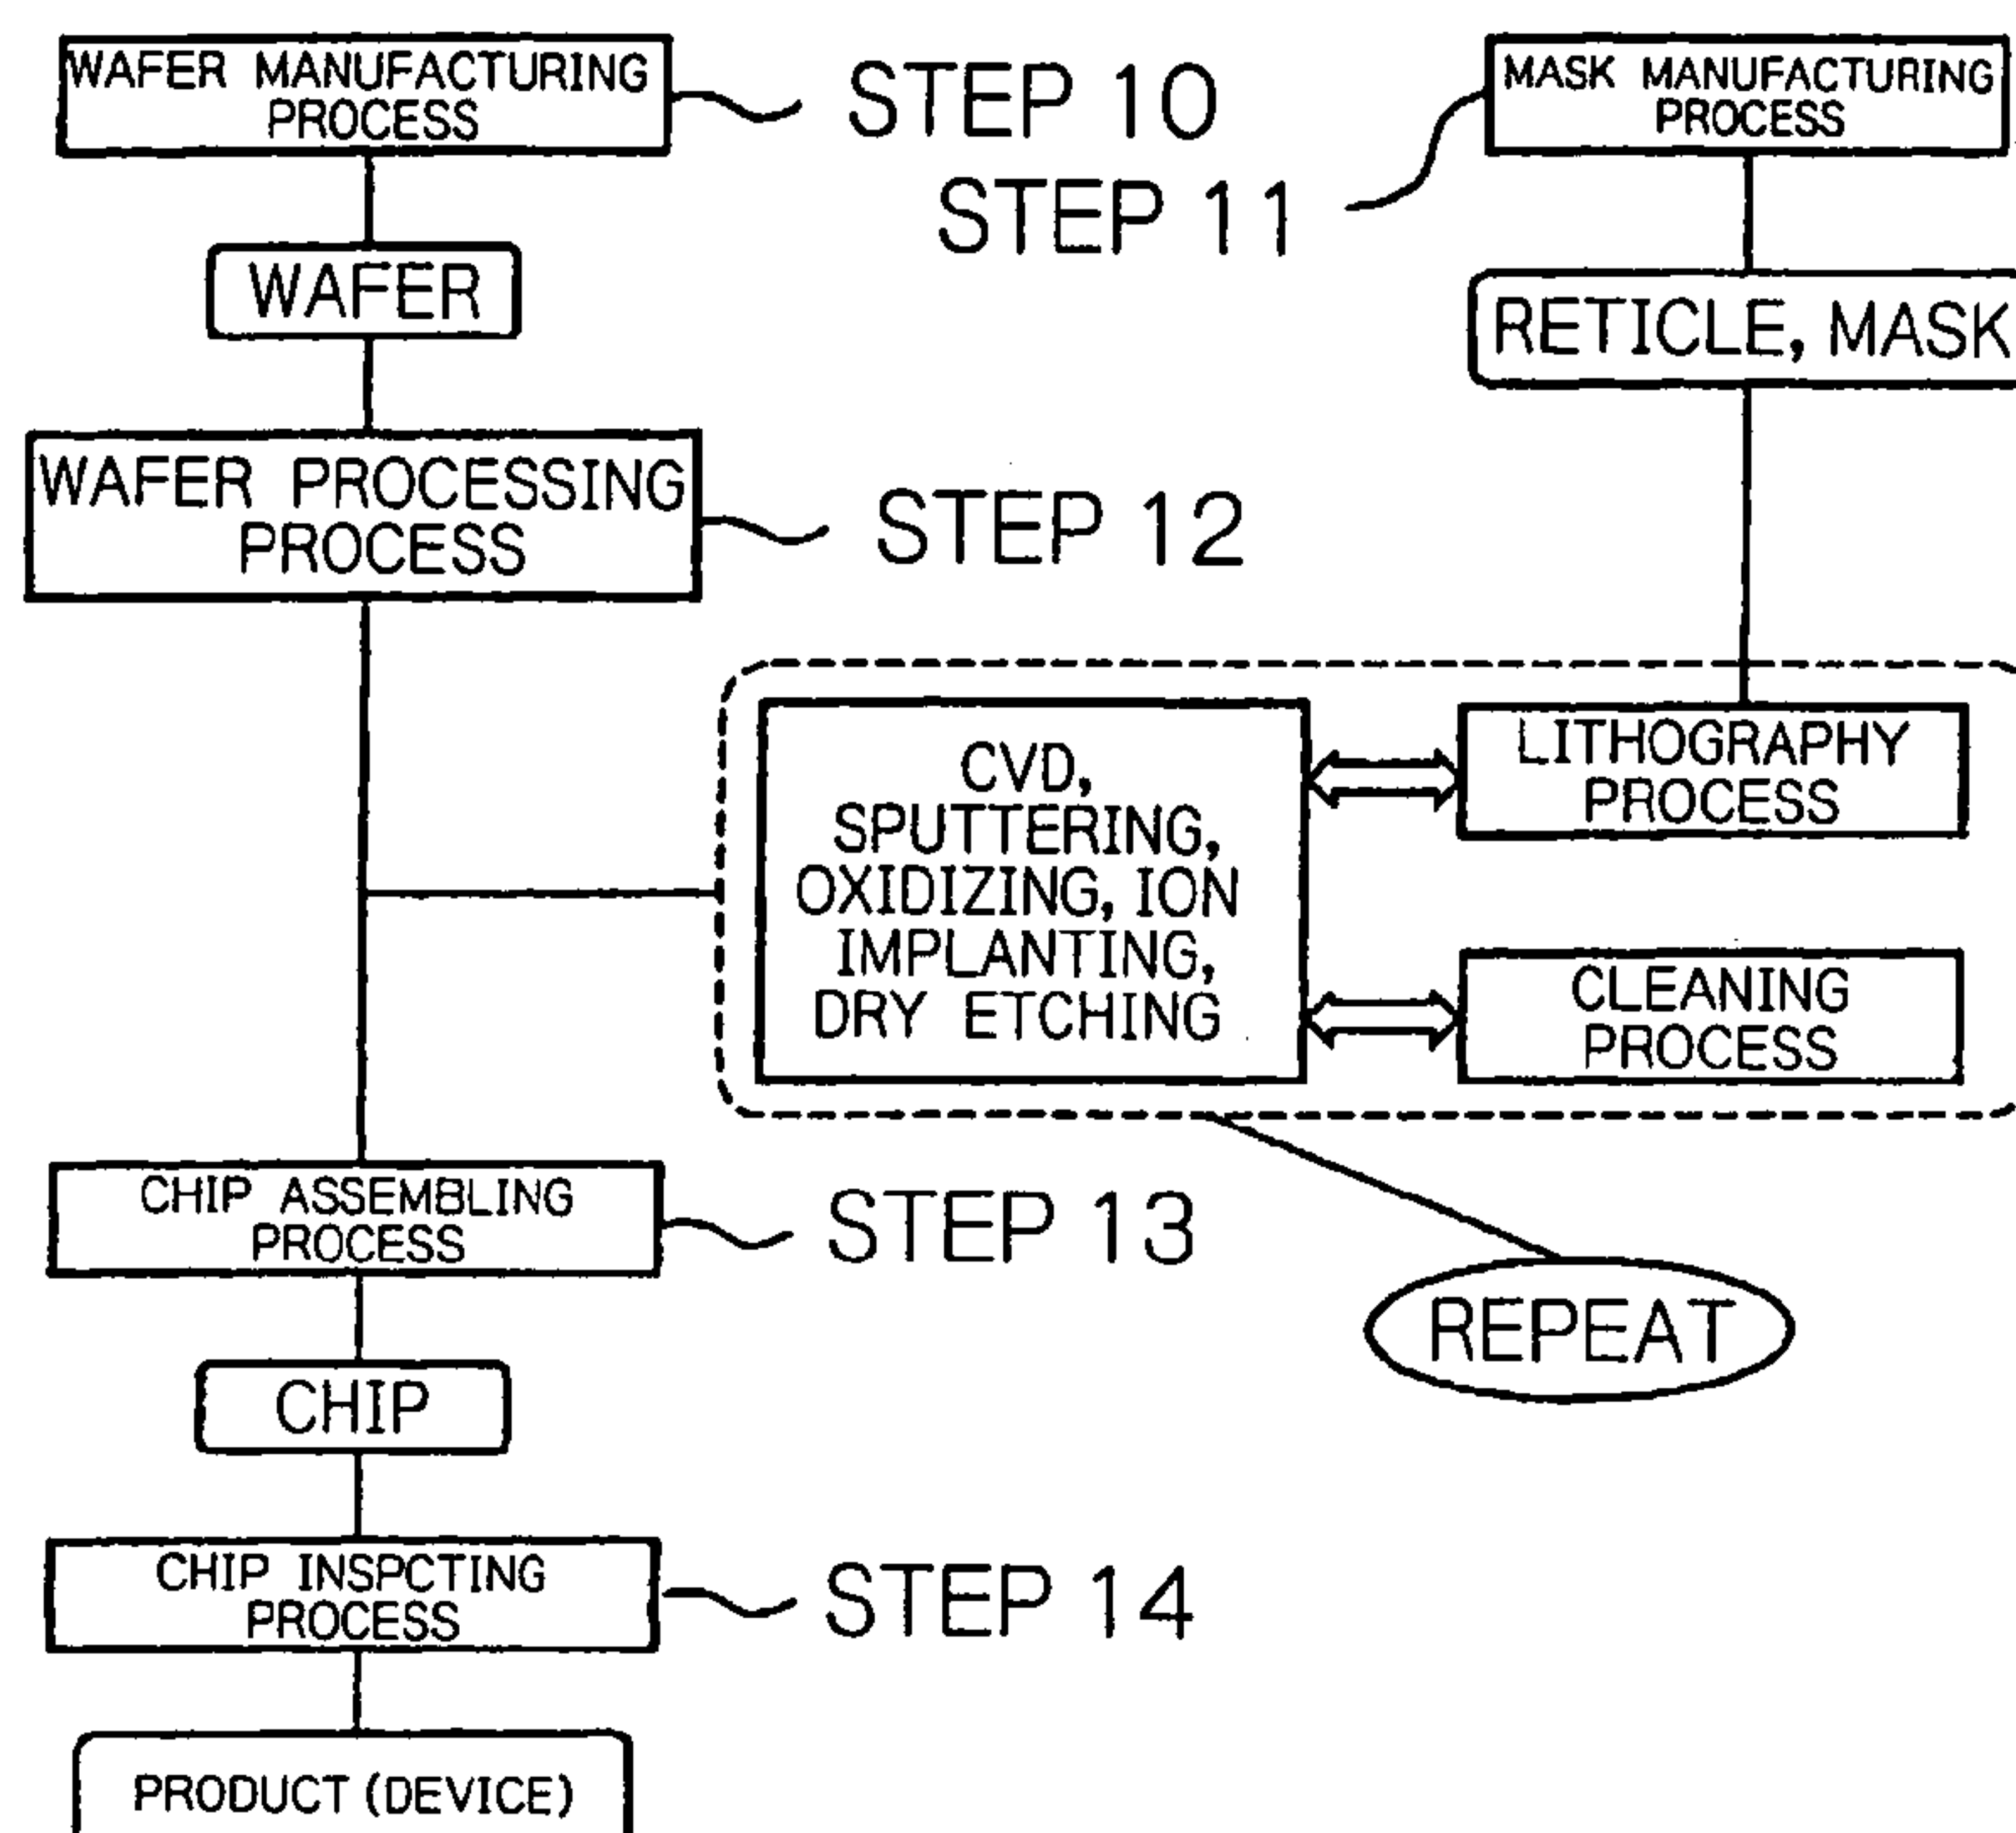 WAFER MANUFACTURING
PROCESS
STEP 10
MASK MANUFACTURING
PROCESS
STEP 11
WAFER
RETICLE, MASK
WAFER PROCESSING
PROCESS
STEP 12
CVD,
SPUTTERING,
OXIDIZING, ION
IMPLANTING,
DRY ETCHING
LITHOGRAPHY
PROCESS
CLEANING
PROCESS
CHIP ASSEMBLING
PROCESS
STEP 13
REPEAT
CHIP
CHIP INSPCTING
PROCESS
STEP 14
PRODUCT (DEVICE)